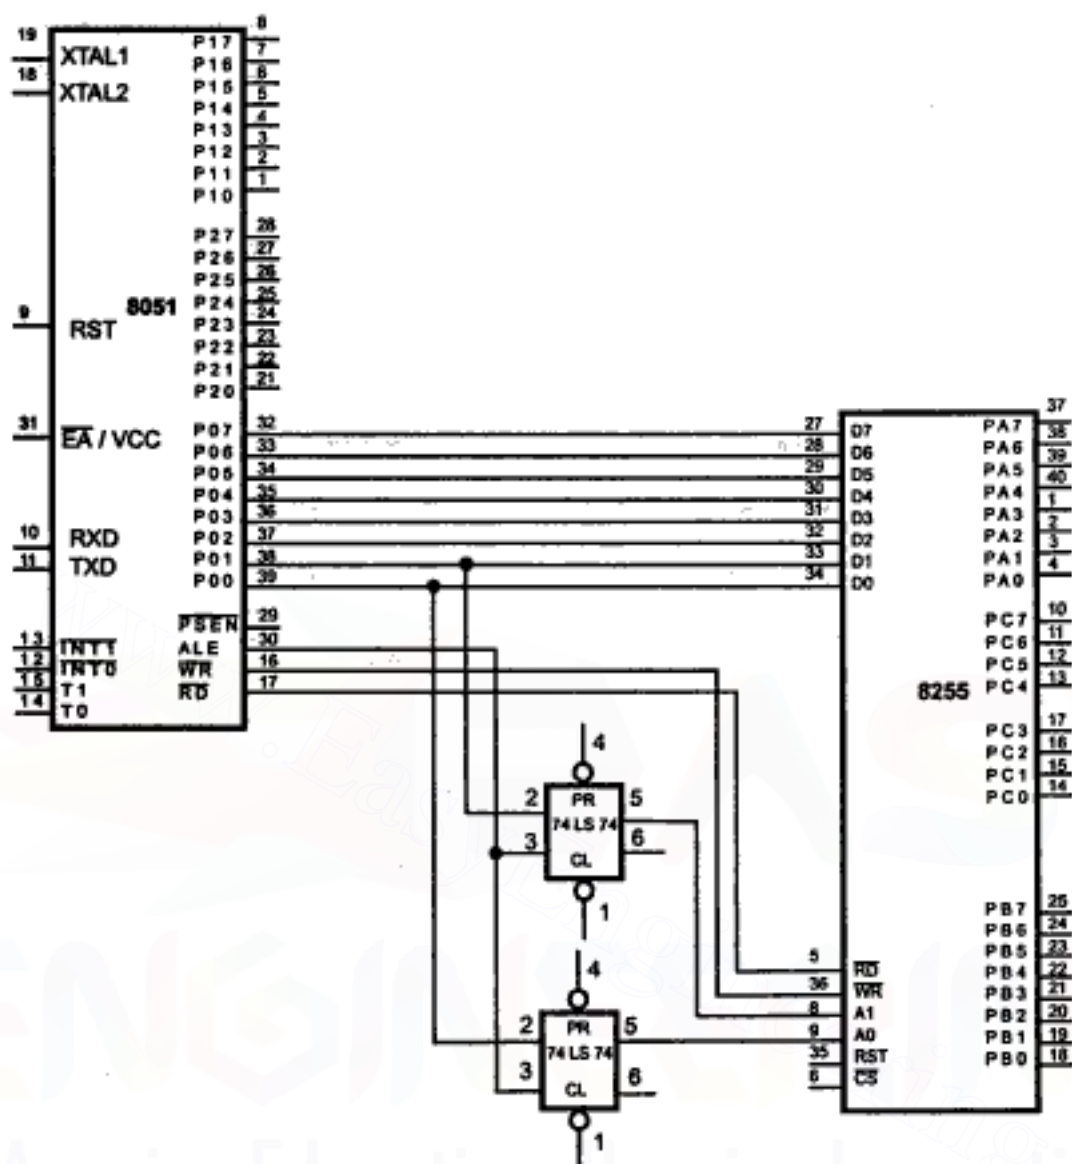 19
XTAL1
18
XTAL2
9
RST
8051
31
EA / VCC
10
RXD
11
TXD
13
INT1
12
INT0
15
T1
14
T0
P17 8
P16 7
P15 6
P14 5
P13 4
P12 3
P11 2
P10 1
P27 28
P26 27
P25 26
P24 25
P23 24
P22 23
P21 22
P20 21
P07 32
P06 33
P05 34
P04 35
P03 36
P02 37
P01 38
P00 39
PSEN 29
ALE 30
WR 16
RD 17
27 D7
28 D6
29 D5
30 D4
31 D3
32 D2
33 D1
34 D0
8255
5 RD
36 WR
8 A1
9 A0
35 RST
6 CS
PA7 37
PA6 38
PA5 39
PA4 40
PA3 1
PA2 2
PA1 3
PA0 4
PC7 10
PC6 11
PC5 12
PC4 13
PC3 17
PC2 16
PC1 15
PC0 14
PB7 25
PB6 24
PB5 23
PB4 22
PB3 21
PB2 20
PB1 19
PB0 18
4
2 PR 5
74 LS 74
3 6
CL
1
4
2 PR 5
74 LS 74
3 6
CL
1